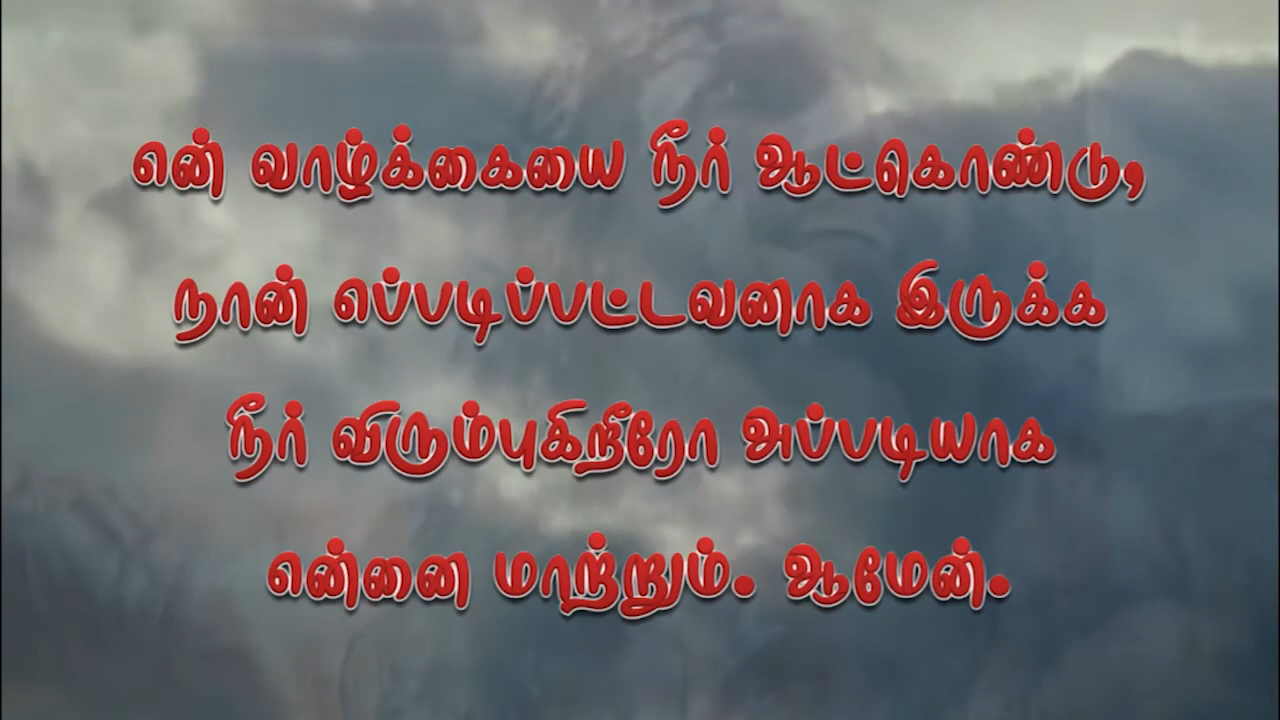 என் வாழ்க்கையை நீர் ஆட்கொண்டு,
நான் எப்படிப்பட்டவனாக இருக்க
நீர் விரும்புகிறீரோ அப்படியாக
என்னை மாற்றும். ஆமேன்.